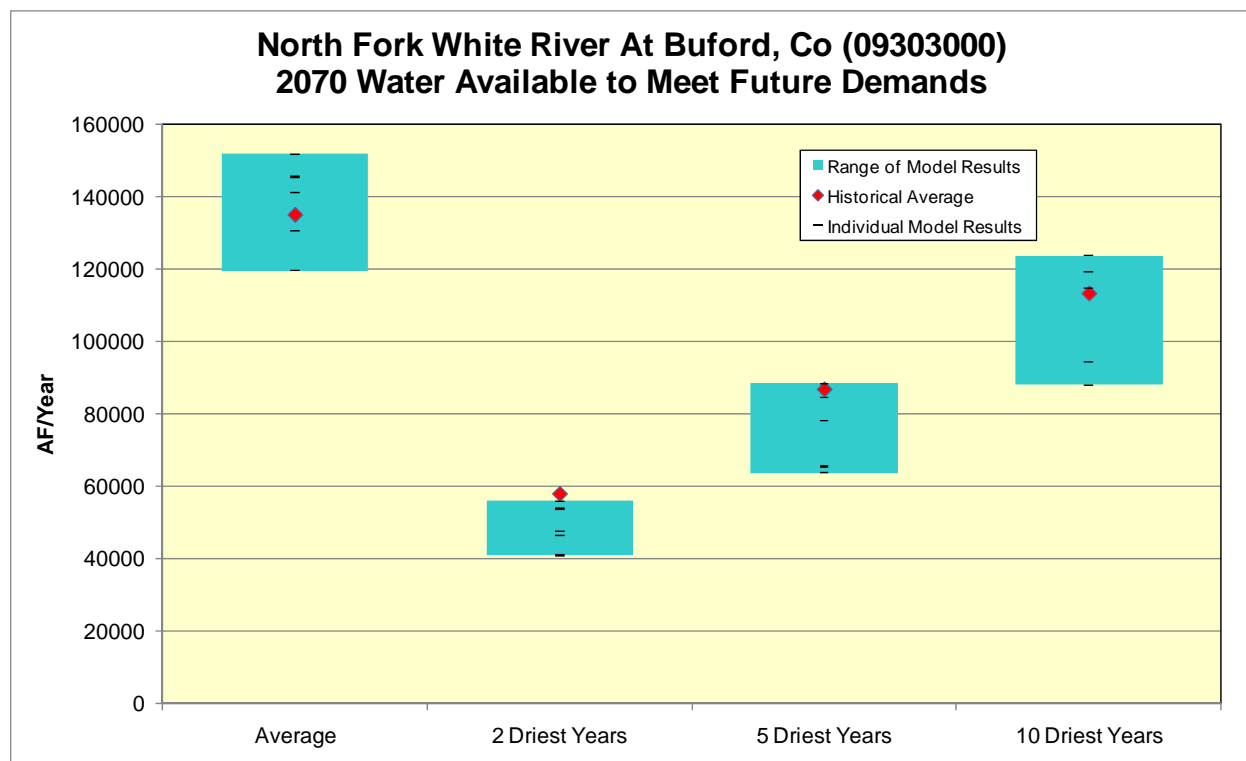 North Fork White River At Buford, Co (09303000)
2070 Water Available to Meet Future Demands
AF/Year
160000
140000
120000
100000
80000
60000
40000
20000
0
Range of Model Results
Historical Average
Individual Model Results
Average
2 Driest Years
5 Driest Years
10 Driest Years